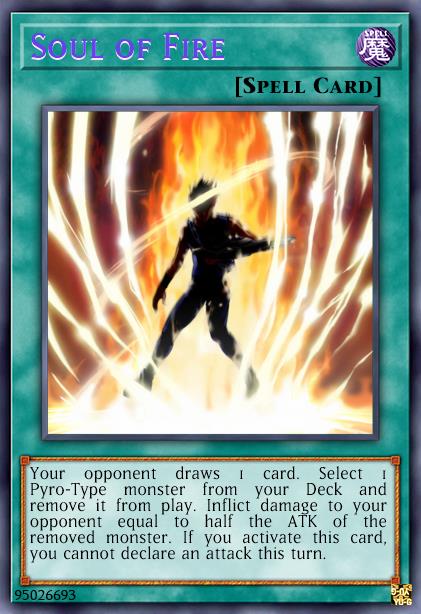 Soul of Fire
SPELL
魔
[Spell Card]
Your opponent draws 1 card. Select 1
Pyro-Type monster from your Deck and
remove it from play. Inflict damage to your
opponent equal to half the ATK of the
removed monster. If you activate this card,
you cannot declare an attack this turn.
95026693